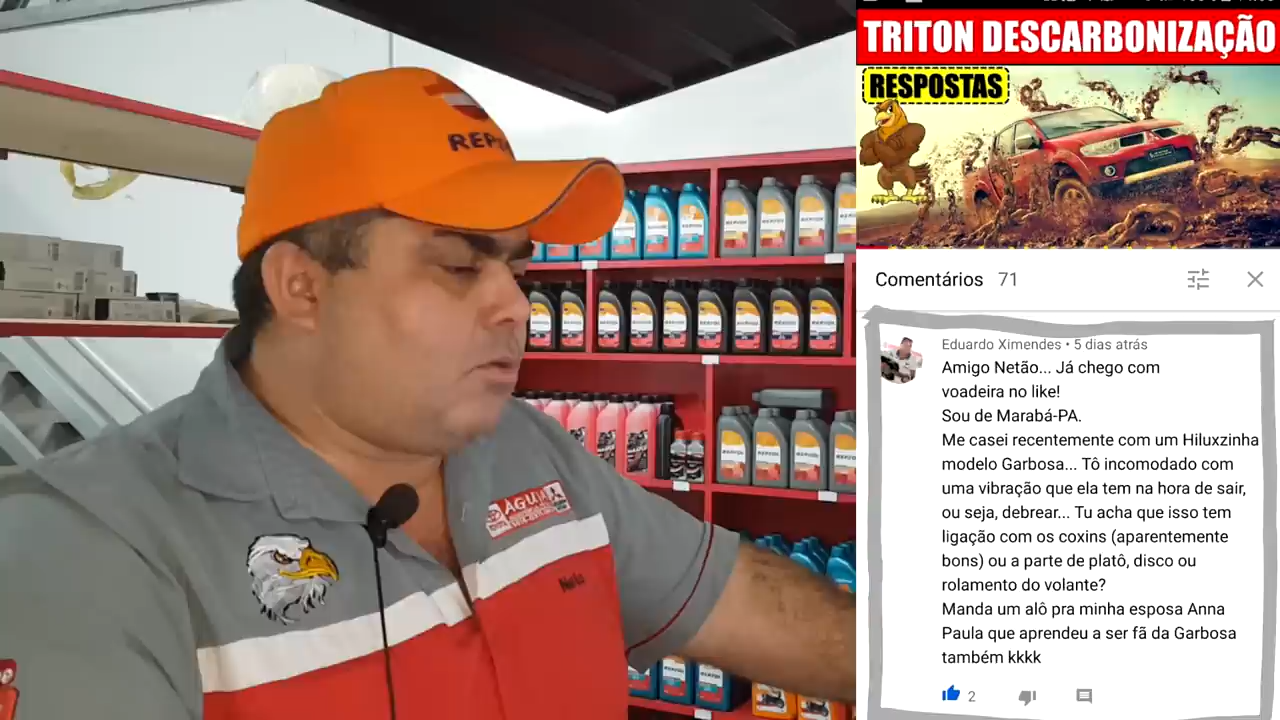 TRITON DESCARBONIZAÇÃO
RESPOSTAS
Comentários 71
Eduardo Ximendes • 5 dias atrás
Amigo Netão... Já chego com
voadeira no like!
Sou de Marabá-PA.
Me casei recentemente com um Hiluxzinha
modelo Garbosa... Tô incomodado com
uma vibração que ela tem na hora de sair,
ou seja, debrear... Tu acha que isso tem
ligação com os coxins (aparentemente
bons) ou a parte de platô, disco ou
rolamento do volante?
Manda um alô pra minha esposa Anna
Paula que aprendeu a ser fã da Garbosa
também kkkk
2
REPSOL